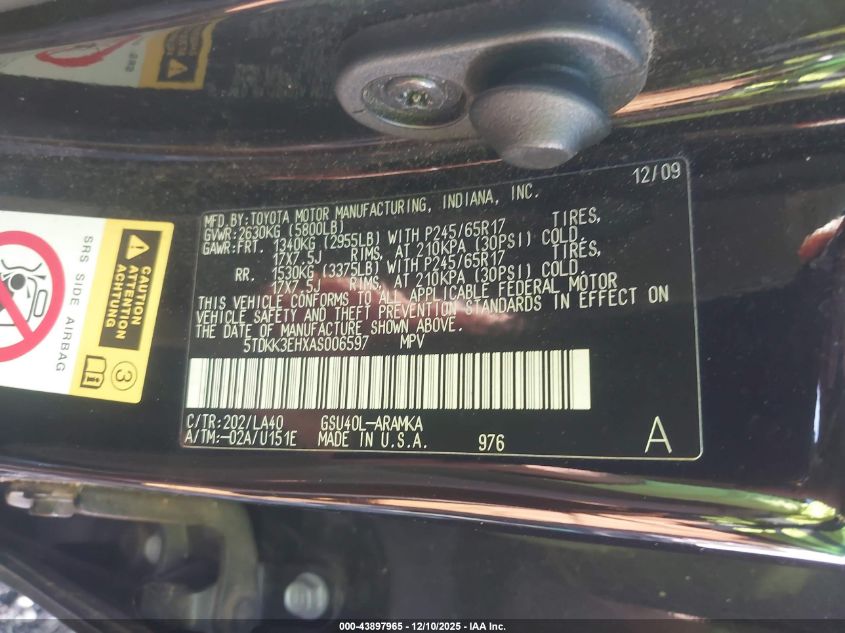 12/09
MFD.BY:TOYOTA MOTOR MANUFACTURING, INDIANA, INC.
GVWR:2630KG (5800LB)
GAWR:FRT. 1340KG (2955LB) WITH P245/65R17 TIRES,
17X7.5J RIMS, AT 210KPA (30PSI) COLD.
RR. 1530KG (3375LB) WITH P245/65R17 TIRES,
17X7.5J RIMS, AT 210KPA (30PSI) COLD.
THIS VEHICLE CONFORMS TO ALL APPLICABLE FEDERAL MOTOR
VEHICLE SAFETY AND THEFT PREVENTION STANDARDS IN EFFECT ON
THE DATE OF MANUFACTURE SHOWN ABOVE.
5TDKK3EHXAS006597 MPV
C/TR:202/LA40 GSU40L-ARAMKA
A/TM:-02A/U151E MADE IN U.S.A. 976
A
SRS SIDE AIRBAG
CAUTION
ATTENTION
ACHTUNG
3
000-43897965 - 12/10/2025 - IAA Inc.